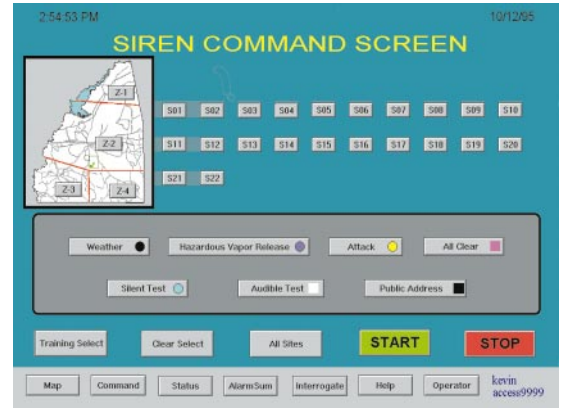 2:54:53 PM 10/12/95
SIREN COMMAND SCREEN
Z-1
Z-2
Z-3 Z-4
S01 S02 S03 S04 S05 S06 S07 S08 S09 S10
S11 S12 S13 S14 S15 S16 S17 S18 S19 S20
S21 S22
Weather Hazardous Vapor Release Attack All Clear
Silent Test Audible Test Public Address
Training Select Clear Select All Sites START STOP
Map Command Status AlarmSum Interrogate Help Operator kevin
access9999